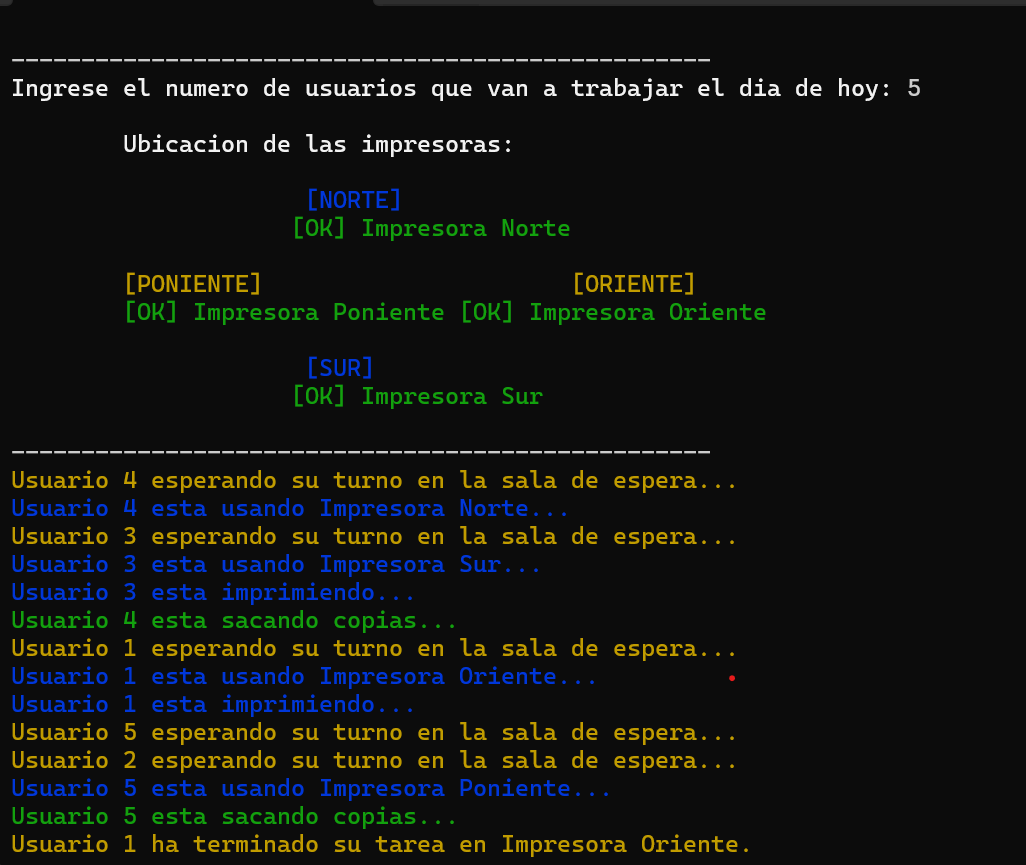 --------------------------------------------------
Ingrese el numero de usuarios que van a trabajar el dia de hoy: 5
Ubicacion de las impresoras:
[NORTE]
[OK] Impresora Norte
[PONIENTE] [ORIENTE]
[OK] Impresora Poniente [OK] Impresora Oriente
[SUR]
[OK] Impresora Sur
--------------------------------------------------
Usuario 4 esperando su turno en la sala de espera...
Usuario 4 esta usando Impresora Norte...
Usuario 3 esperando su turno en la sala de espera...
Usuario 3 esta usando Impresora Sur...
Usuario 3 esta imprimiendo...
Usuario 4 esta sacando copias...
Usuario 1 esperando su turno en la sala de espera...
Usuario 1 esta usando Impresora Oriente...
Usuario 1 esta imprimiendo...
Usuario 5 esperando su turno en la sala de espera...
Usuario 2 esperando su turno en la sala de espera...
Usuario 5 esta usando Impresora Poniente...
Usuario 5 esta sacando copias...
Usuario 1 ha terminado su tarea en Impresora Oriente.